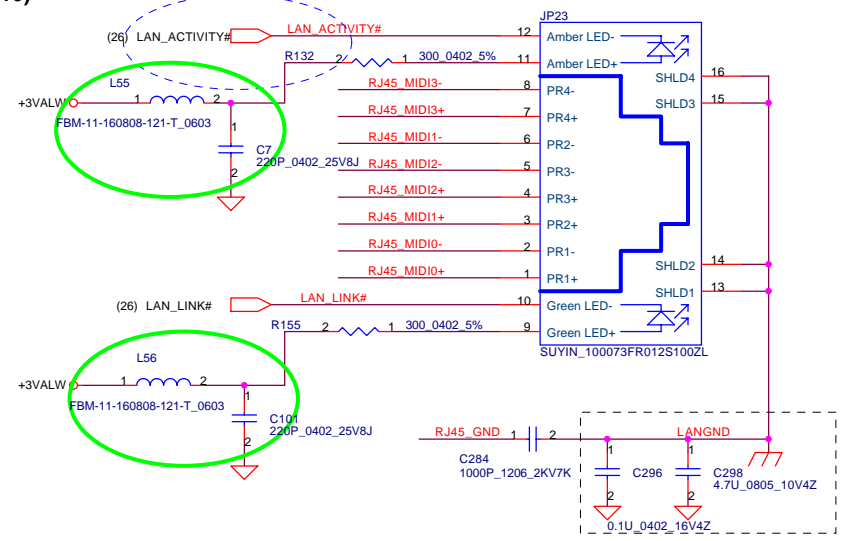 JP23
(26) LAN_ACTIVITY#
LAN_ACTIVITY#
12
Amber LED-
R132
2
1
300_0402_5%
11
Amber LED+
SHLD4
16
L55
RJ45_MIDI3-
8
PR4-
+3VALW
1
2
SHLD3
15
RJ45_MIDI3+
7
PR4+
FBM-11-160808-121-T_0603
1
RJ45_MIDI1-
6
PR2-
C7
220P_0402_25V8J
2
RJ45_MIDI2-
5
PR3-
RJ45_MIDI2+
4
PR3+
RJ45_MIDI1+
3
PR2+
RJ45_MIDI0-
2
PR1-
SHLD2
14
RJ45_MIDI0+
1
PR1+
SHLD1
13
(26) LAN_LINK#
LAN_LINK#
10
Green LED-
R155
2
1
300_0402_5%
9
Green LED+
SUYIN_100073FR012S100ZL
L56
+3VALW
1
2
FBM-11-160808-121-T_0603
1
C101
220P_0402_25V8J
2
RJ45_GND
1
2
LANGND
C284
1000P_1206_2KV7K
1
C296
2
0.1U_0402_16V4Z
1
C298
4.7U_0805_10V4Z
2